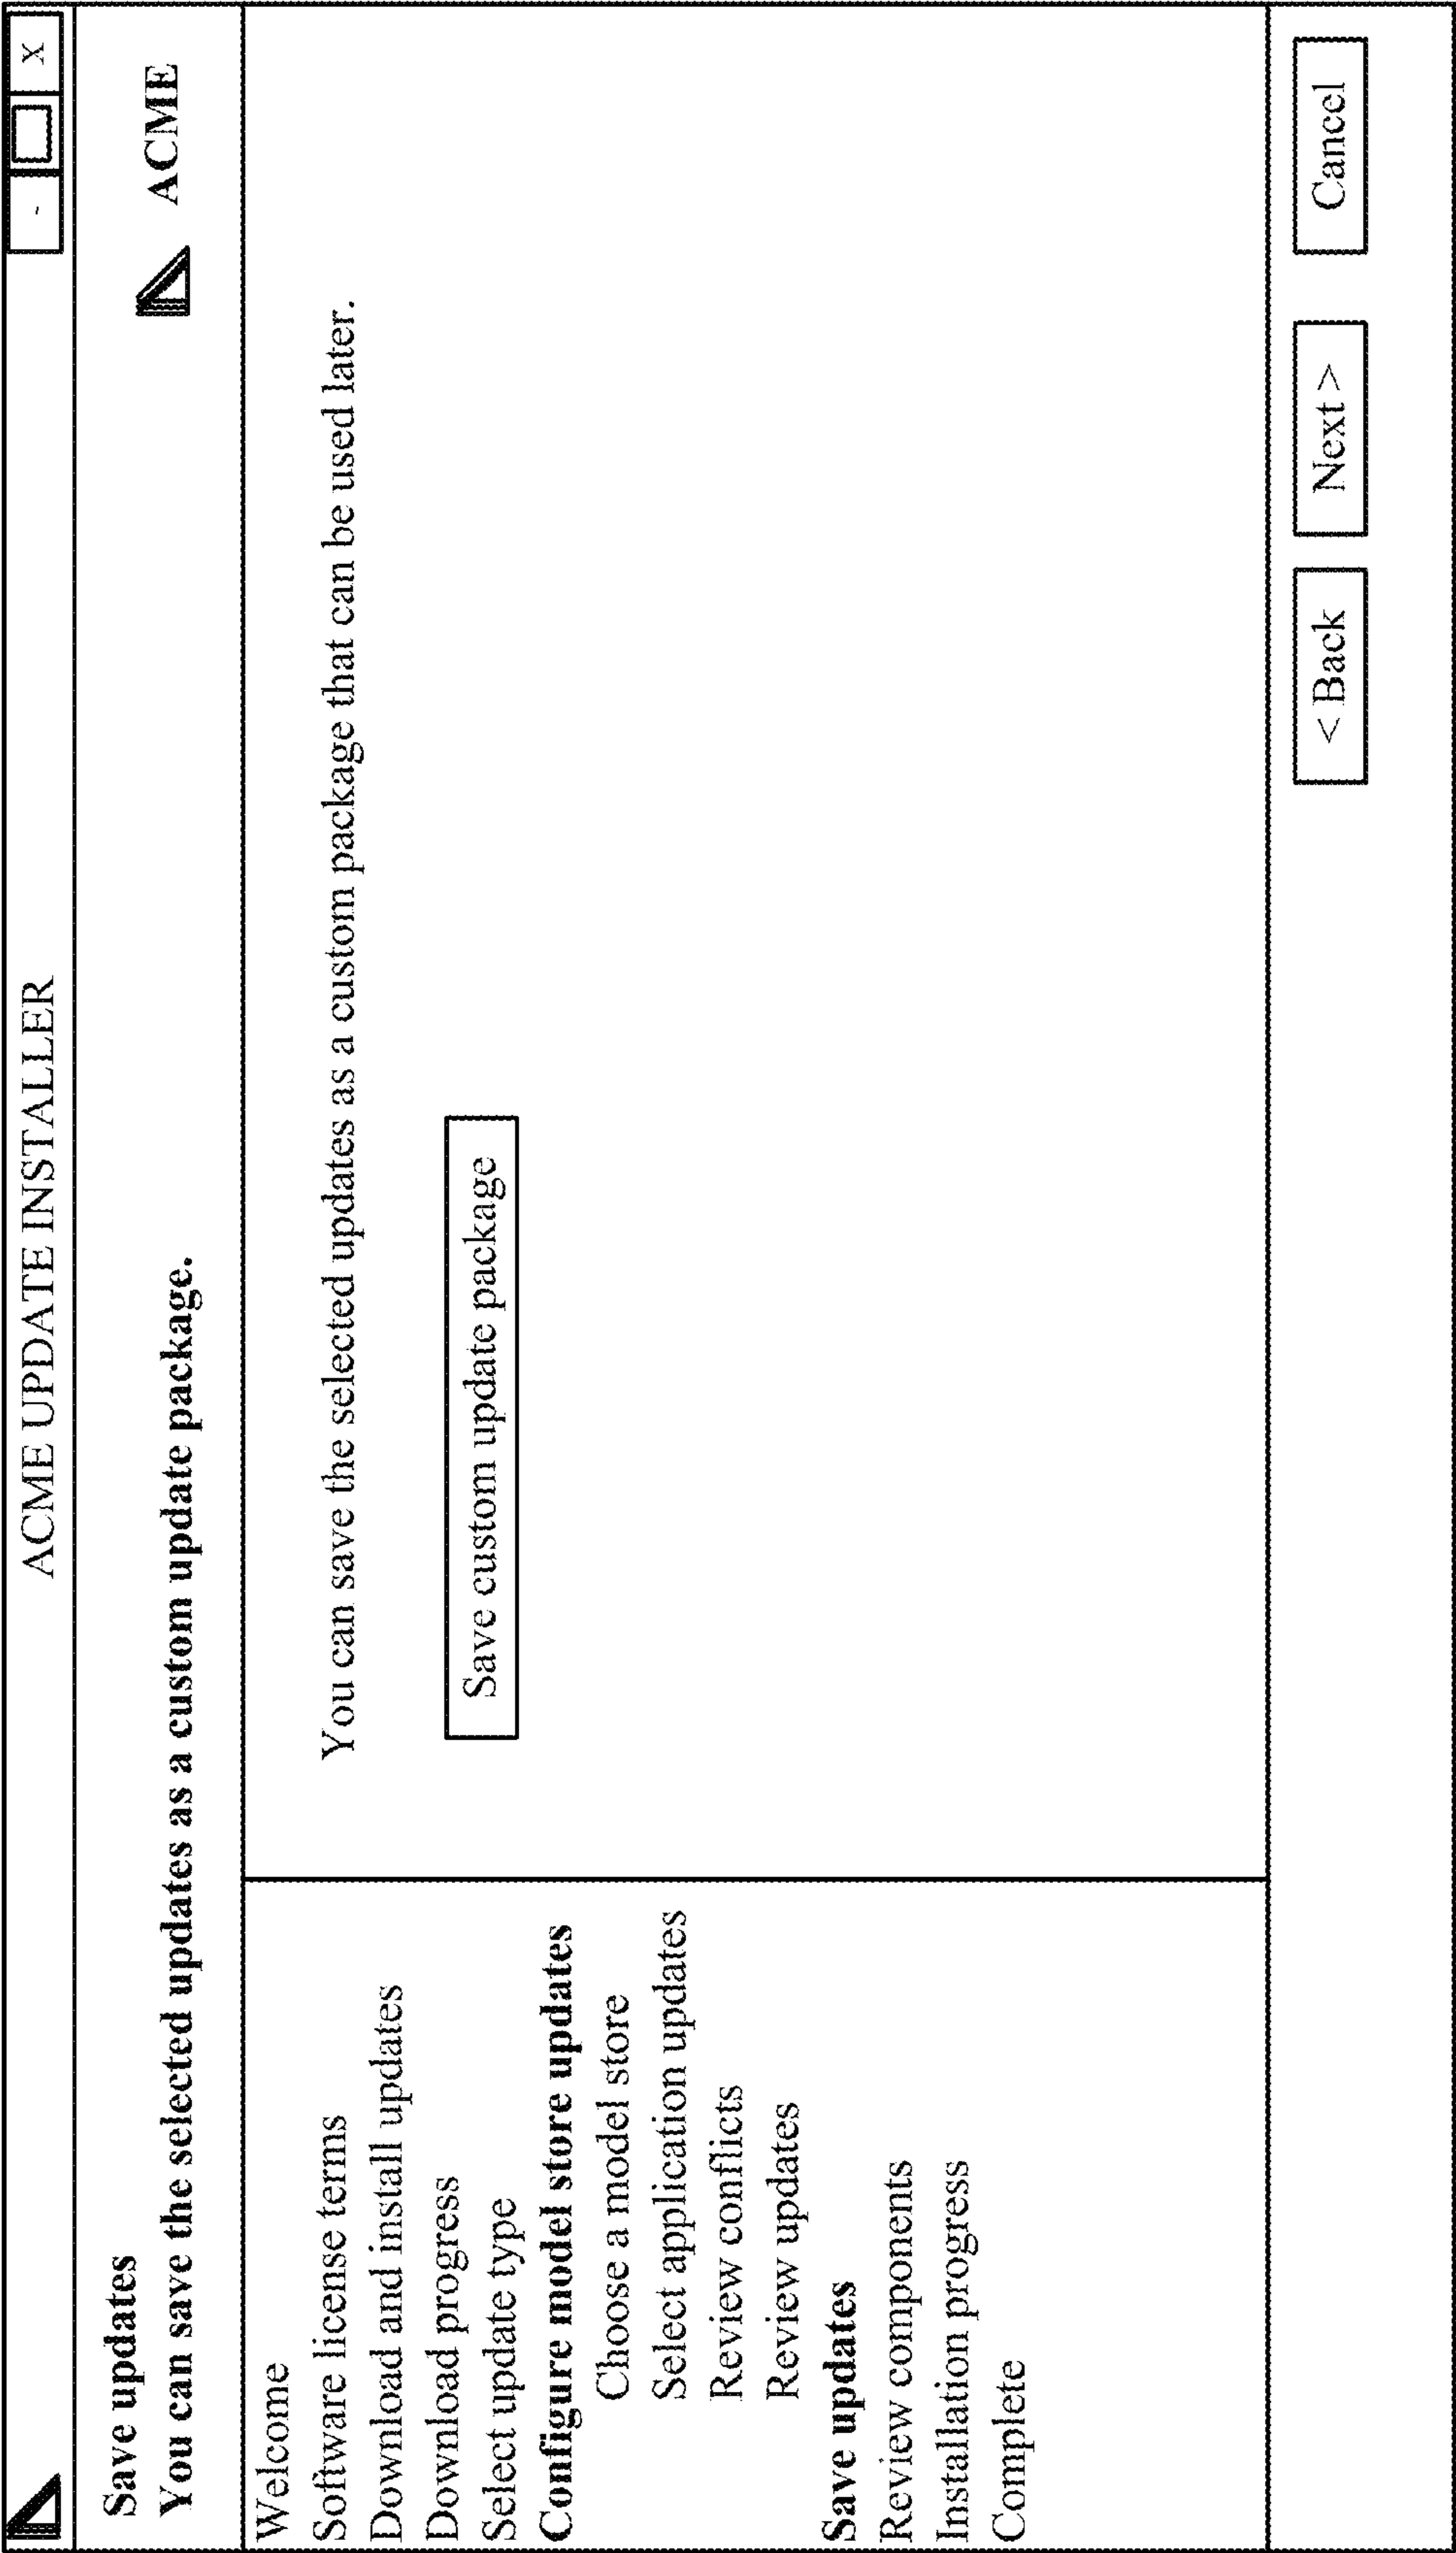 ACME UPDATE INSTALLER
- X
Save updates
You can save the selected updates as a custom update package.
ACME
Welcome
Software license terms
Download and install updates
Download progress
Select update type
Configure model store updates
Choose a model store
Select application updates
Review conflicts
Review updates
Save updates
Review components
Installation progress
Complete
You can save the selected updates as a custom package that can be used later.
Save custom update package
< Back
Next >
Cancel